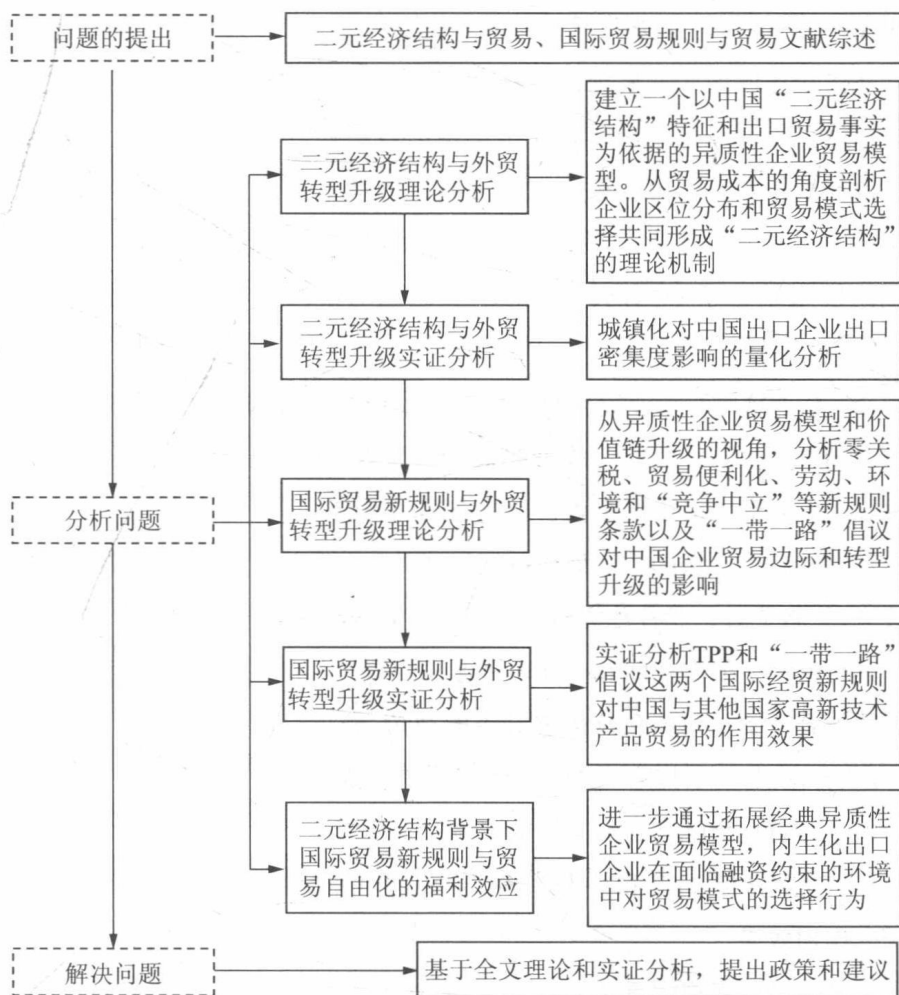 问题的提出
二元经济结构与贸易、国际贸易规则与贸易文献综述
二元经济结构与外贸
转型升级理论分析
建立一个以中国“二元经济
结构”特征和出口贸易事实
为依据的异质性企业贸易模
型。从贸易成本的角度剖析
企业区位分布和贸易模式选
择共同形成“二元经济结构”
的理论机制
二元经济结构与外贸
转型升级实证分析
城镇化对中国出口企业出口
密集度影响的量化分析
分析问题
国际贸易新规则与外贸
转型升级理论分析
从异质性企业贸易模型和价
值链升级的视角，分析零关
税、贸易便利化、劳动、环
境和“竞争中立”等新规则
条款以及“一带一路”倡议
对中国企业贸易边际和转型
升级的影响
国际贸易新规则与外贸
转型升级实证分析
实证分析TPP和“一带一路”
倡议这两个国际经贸新规则
对中国与其他国家高新技术
产品贸易的作用效果
二元经济结构背景下
国际贸易新规则与贸
易自由化的福利效应
进一步通过拓展经典异质性
企业贸易模型，内生化出口
企业在面临融资约束的环境
中对贸易模式的选择行为
解决问题
基于全文理论和实证分析，提出政策和建议